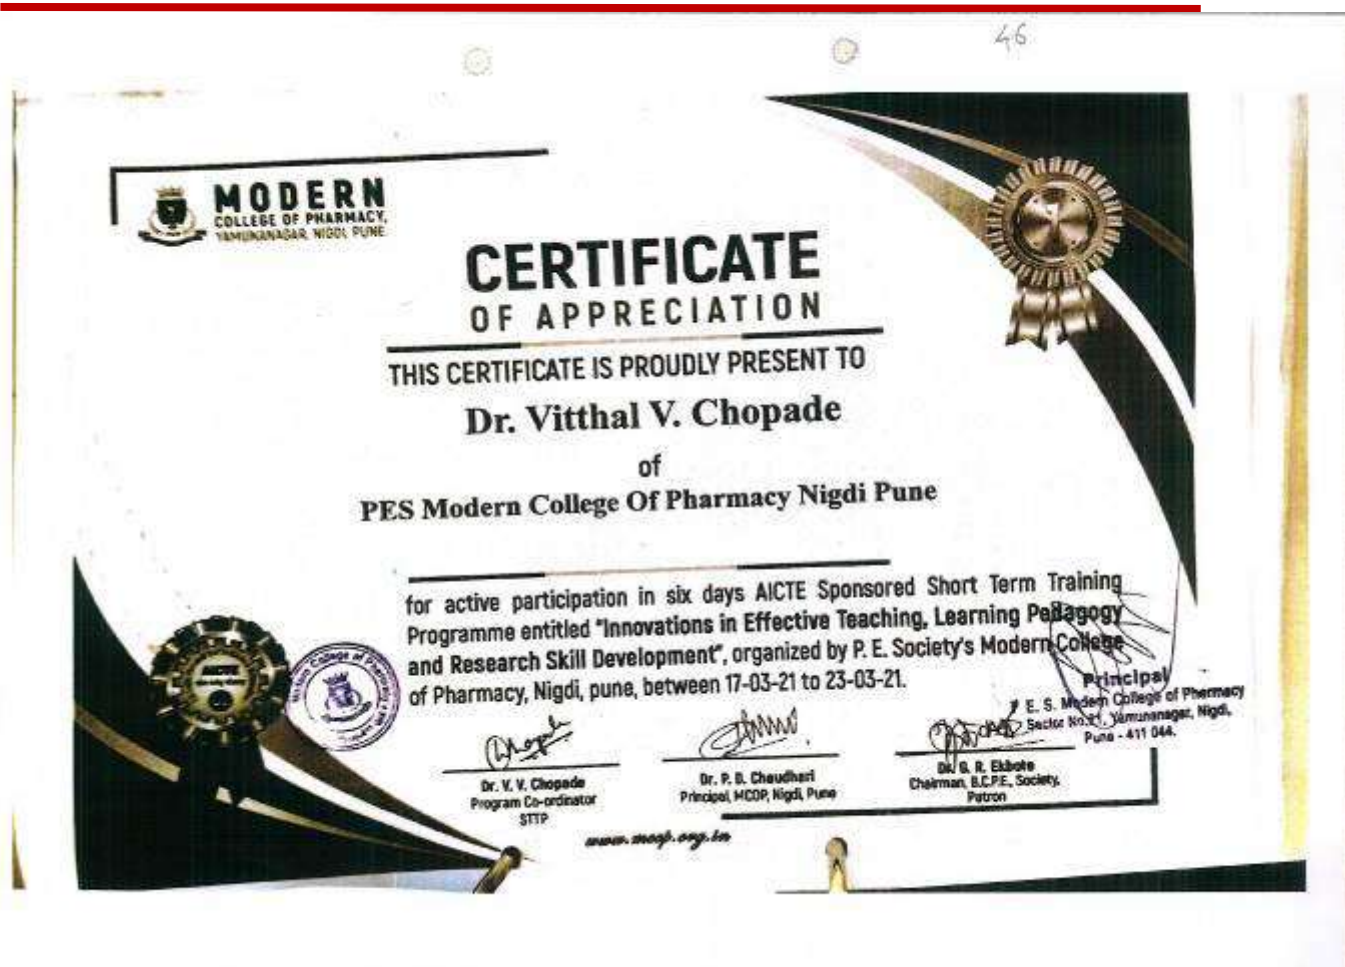 46
MODERN
COLLEGE OF PHARMACY,
YAMUNANAGAR, NIGDI, PUNE.
CERTIFICATE
OF APPRECIATION
THIS CERTIFICATE IS PROUDLY PRESENT TO
Dr. Vitthal V. Chopade
of
PES Modern College Of Pharmacy Nigdi Pune
for active participation in six days AICTE Sponsored Short Term Training
Programme entitled "Innovations in Effective Teaching, Learning Pedagogy
and Research Skill Development", organized by P. E. Society's Modern College
of Pharmacy, Nigdi, pune, between 17-03-21 to 23-03-21.
AICTE
College of Pharmacy
Principal
P. E. S. Modern College of Pharmacy
Sector No.21, Yamunanagar, Nigdi,
Pune - 411 044.
Dr. V. V. Chopade
Program Co-ordinator
STTP
Dr. P. D. Chaudhari
Principal, MCOP, Nigdi, Pune
Dr. G. R. Ekbote
Chairman, B.C.P.E., Society,
Patron
www.mcop.org.in